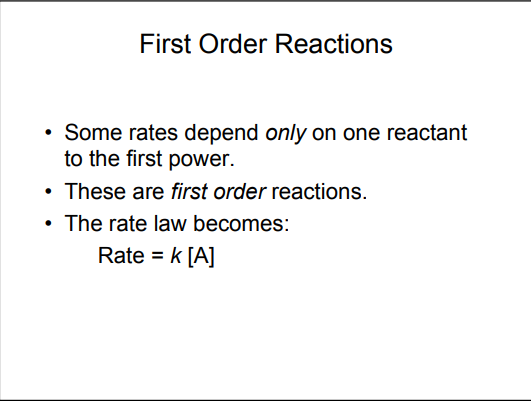 First Order Reactions
• Some rates depend only on one reactant
to the first power.
• These are first order reactions.
• The rate law becomes:
Rate = k [A]